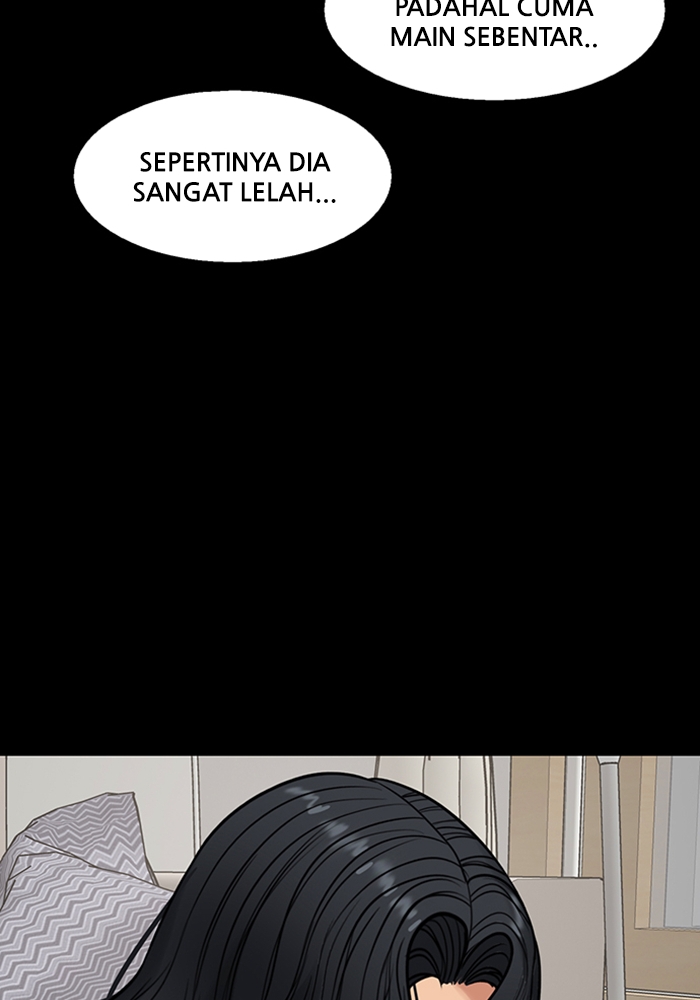 PADAHAL CUMA
MAIN SEBENTAR..
SEPERTINYA DIA
SANGAT LELAH...